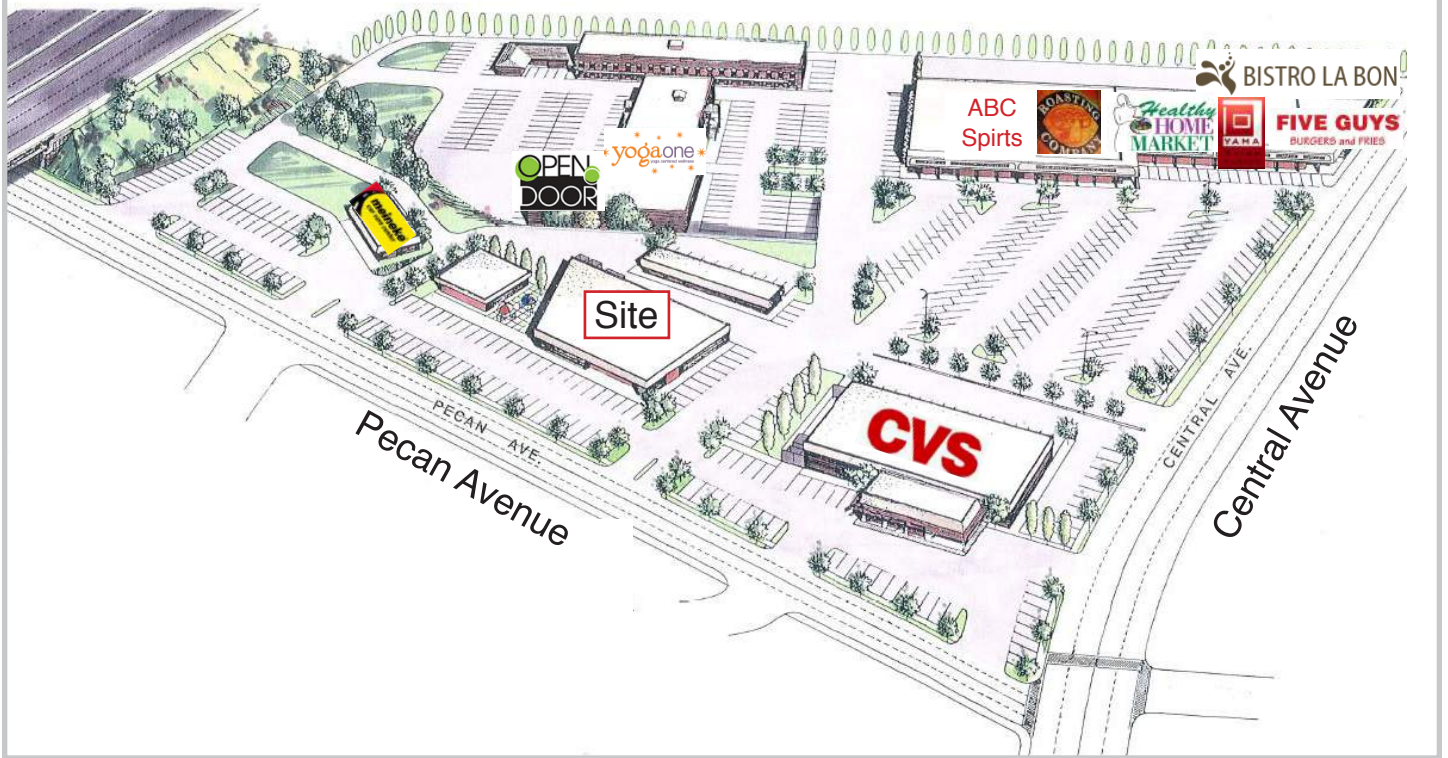 BISTRO LA BON
ABC
Spirts
ROASTING
COMPANY
Healthy
HOME
MARKET
YAMA
FIVE GUYS
BURGERS and FRIES
OPEN
DOOR
yogaone
meineke
Site
CVS
PECAN AVE.
Pecan Avenue
CENTRAL AVE.
Central Avenue